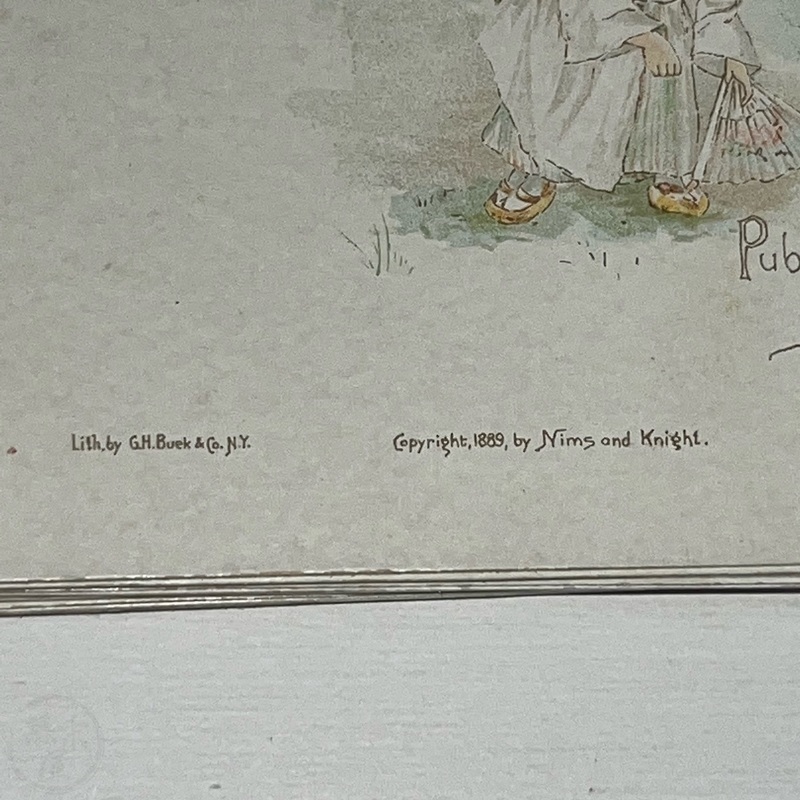 Pub
Lith. by G.H. Buek & Co. N.Y.
Copyright, 1889, by Nims and Knight.